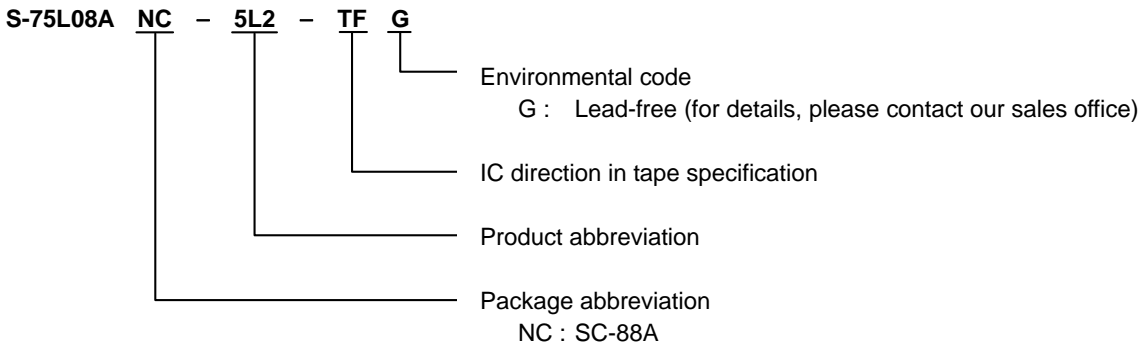 S-75L08A NC – 5L2 – TF G
Environmental code
G : Lead-free (for details, please contact our sales office)
IC direction in tape specification
Product abbreviation
Package abbreviation
NC : SC-88A